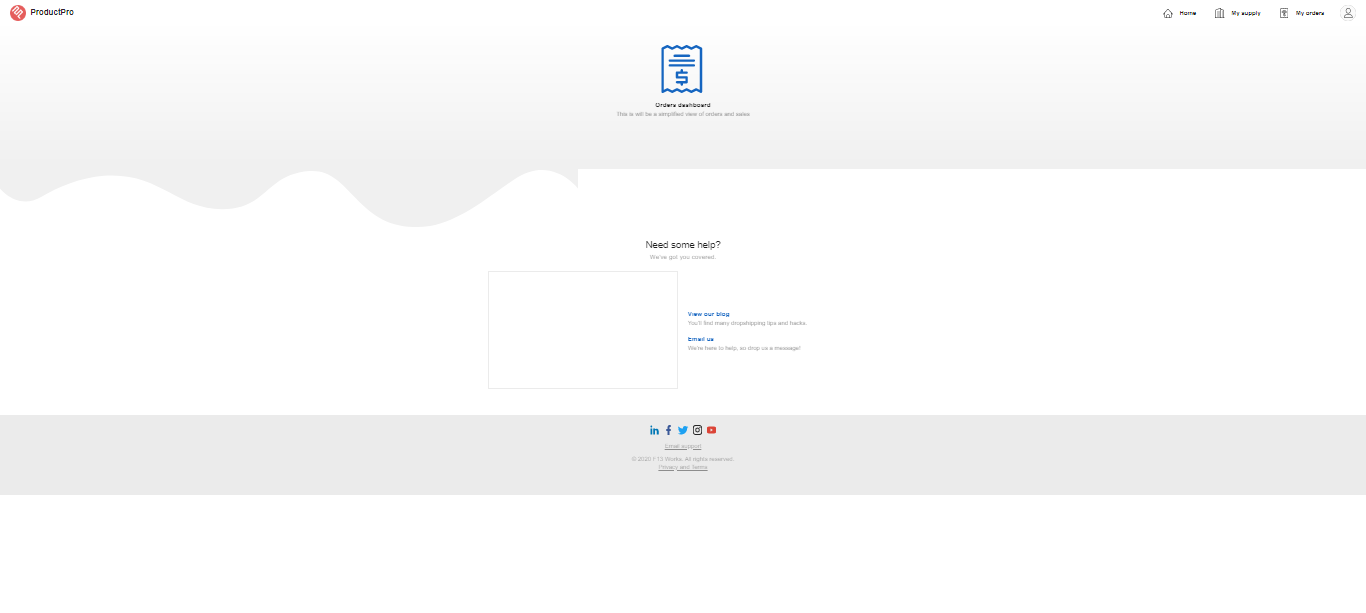 ProductPro
Home
My supply
My orders
Orders dashboard
This is will be a simplified view of orders and sales
Need some help?
We've got you covered.
View our blog
You'll find many dropshipping tips and hacks.
Email us
We're here to help, so drop us a message!
Email support
© 2020 F13 Works. All rights reserved.
Privacy and Terms